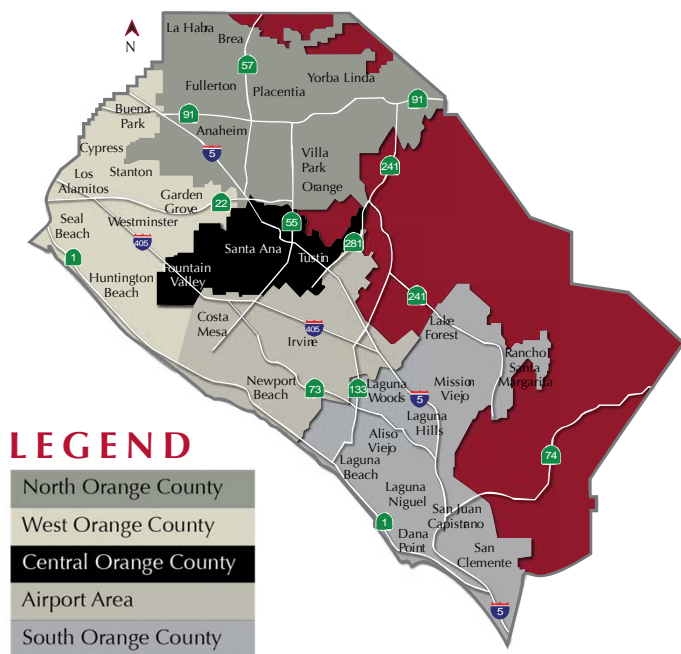 La Habra
Brea
N
57
Fullerton
Placentia
Yorba Linda
91
Buena
Park
91
Anaheim
5
Cypress
Stanton
Villa
Park
Orange
241
Los
Alamitos
Garden
Grove
22
Seal
Beach
Westminster
405
55
Santa Ana
Tustin
281
1
Fountain
Valley
Huntington
Beach
241
Costa
Mesa
405
Irvine
Lake
Forest
Rancho
Santa
Margarita
Newport
Beach
73
133
Laguna
Woods
5
Mission
Viejo
Laguna
Hills
Aliso
Viejo
74
Laguna
Beach
Laguna
Niguel
1
San Juan
Capistrano
Dana
Point
San
Clemente
5
LEGEND
North Orange County
West Orange County
Central Orange County
Airport Area
South Orange County